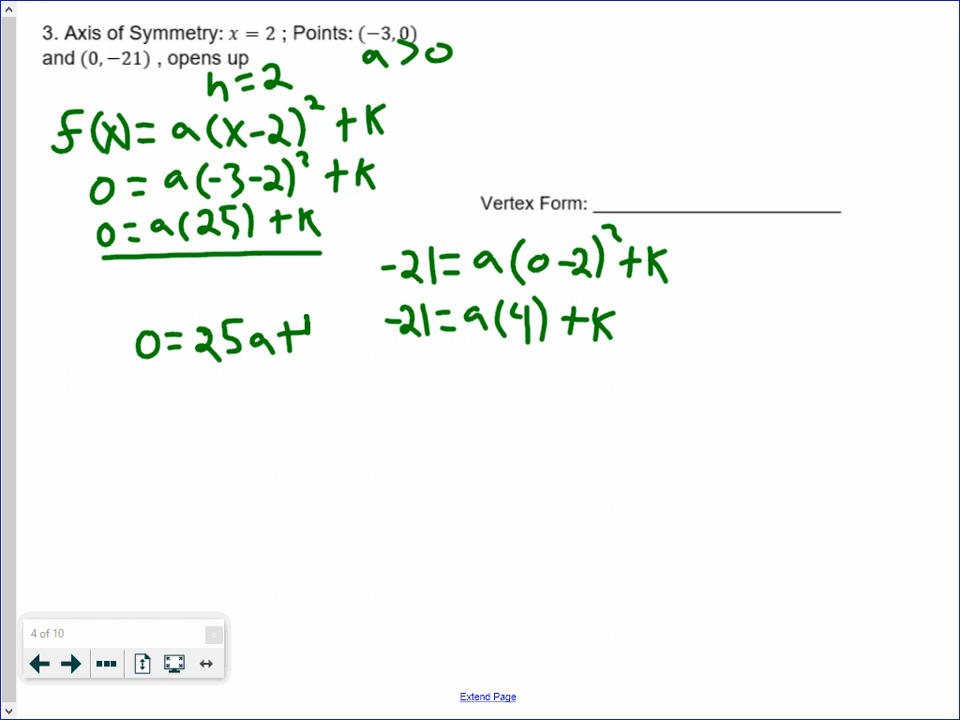 3. Axis of Symmetry: x = 2 ; Points: (−3,0)
and (0,−21) , opens up
a > 0
h = 2
f(x) = a(x-2)² + k
0 = a(-3-2)² + k
0 = a(25) + k
Vertex Form: ______________________
-21 = a(0-2)² + k
-21 = a(4) + k
0 = 25a +
4 of 10
Extend Page